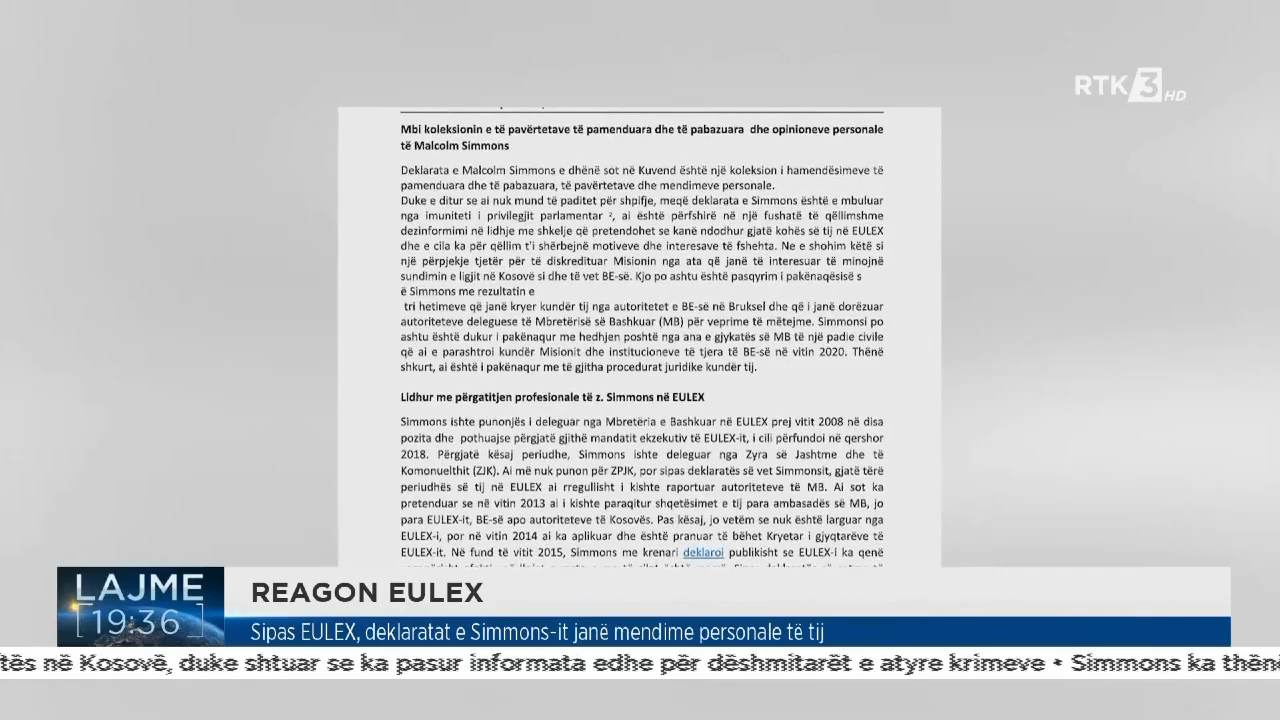 RTK 3 HD
Mbi koleksionin e të pavërtetave të pamenduara dhe të pabazuara dhe opinioneve personale
të Malcolm Simmons
Deklarata e Malcolm Simmons e dhënë sot në Kuvend është një koleksion i hamendësimeve të
pamenduara dhe të pabazuara, të pavërtetave dhe mendimeve personale.
Duke e ditur se ai nuk mund të paditet për shpifje, meqë deklarata e Simmons është e mbuluar
nga imuniteti i privilegjit parlamentar ², ai është përfshirë në një fushatë të qëllimshme
dezinformimi në lidhje me shkelje që pretendohet se kanë ndodhur gjatë kohës së tij në EULEX
dhe e cila ka për qëllim t'i shërbejnë motiveve dhe interesave të fshehta. Ne e shohim këtë si
një përpjekje tjetër për të diskredituar Misionin nga ata që janë të interesuar të minojnë
sundimin e ligjit në Kosovë si dhe të vet BE-së. Kjo po ashtu është pasqyrim i pakënaqësisë s
ë Simmons me rezultatin e
tri hetimeve që janë kryer kundër tij nga autoritetet e BE-së në Bruksel dhe që i janë dorëzuar
autoriteteve deleguese të Mbretërisë së Bashkuar (MB) për veprime të mëtejme. Simmonsi po
ashtu është dukur i pakënaqur me hedhjen poshtë nga ana e gjykatës së MB të një padie civile
që ai e parashtroi kundër Misionit dhe institucioneve të tjera të BE-së në vitin 2020. Thënë
shkurt, ai është i pakënaqur me të gjitha procedurat juridike kundër tij.
Lidhur me përgatitjen profesionale të z. Simmons në EULEX
Simmons ishte punonjës i deleguar nga Mbretëria e Bashkuar në EULEX prej vitit 2008 në disa
pozita dhe pothuajse përgjatë gjithë mandatit ekzekutiv të EULEX-it, i cili përfundoi në qershor
2018. Përgjatë kësaj periudhe, Simmons ishte deleguar nga Zyra së Jashtme dhe të
Komonuelthit (ZJK). Ai më nuk punon për ZPJK, por sipas deklaratës së vet Simmonsit, gjatë tërë
periudhës së tij në EULEX ai rregullisht i kishte raportuar autoriteteve të MB. Ai sot ka
pretenduar se në vitin 2013 ai i kishte paraqitur shqetësimet e tij para ambasadës së MB, jo
para EULEX-it, BE-së apo autoriteteve të Kosovës. Pas kësaj, jo vetëm se nuk është larguar nga
EULEX-i, por në vitin 2014 ai ka aplikuar dhe është pranuar të bëhet Kryetar i gjyqtarëve të
EULEX-it. Në fund të vitit 2015, Simmons me krenari deklaroi publikisht se EULEX-i ka qenë
LAJME
19:36
REAGON EULEX
Sipas EULEX, deklaratat e Simmons-it janë mendime personale të tij
tës në Kosovë, duke shtuar se ka pasur informata edhe për dëshmitarët e atyre krimeve • Simmons ka thënë